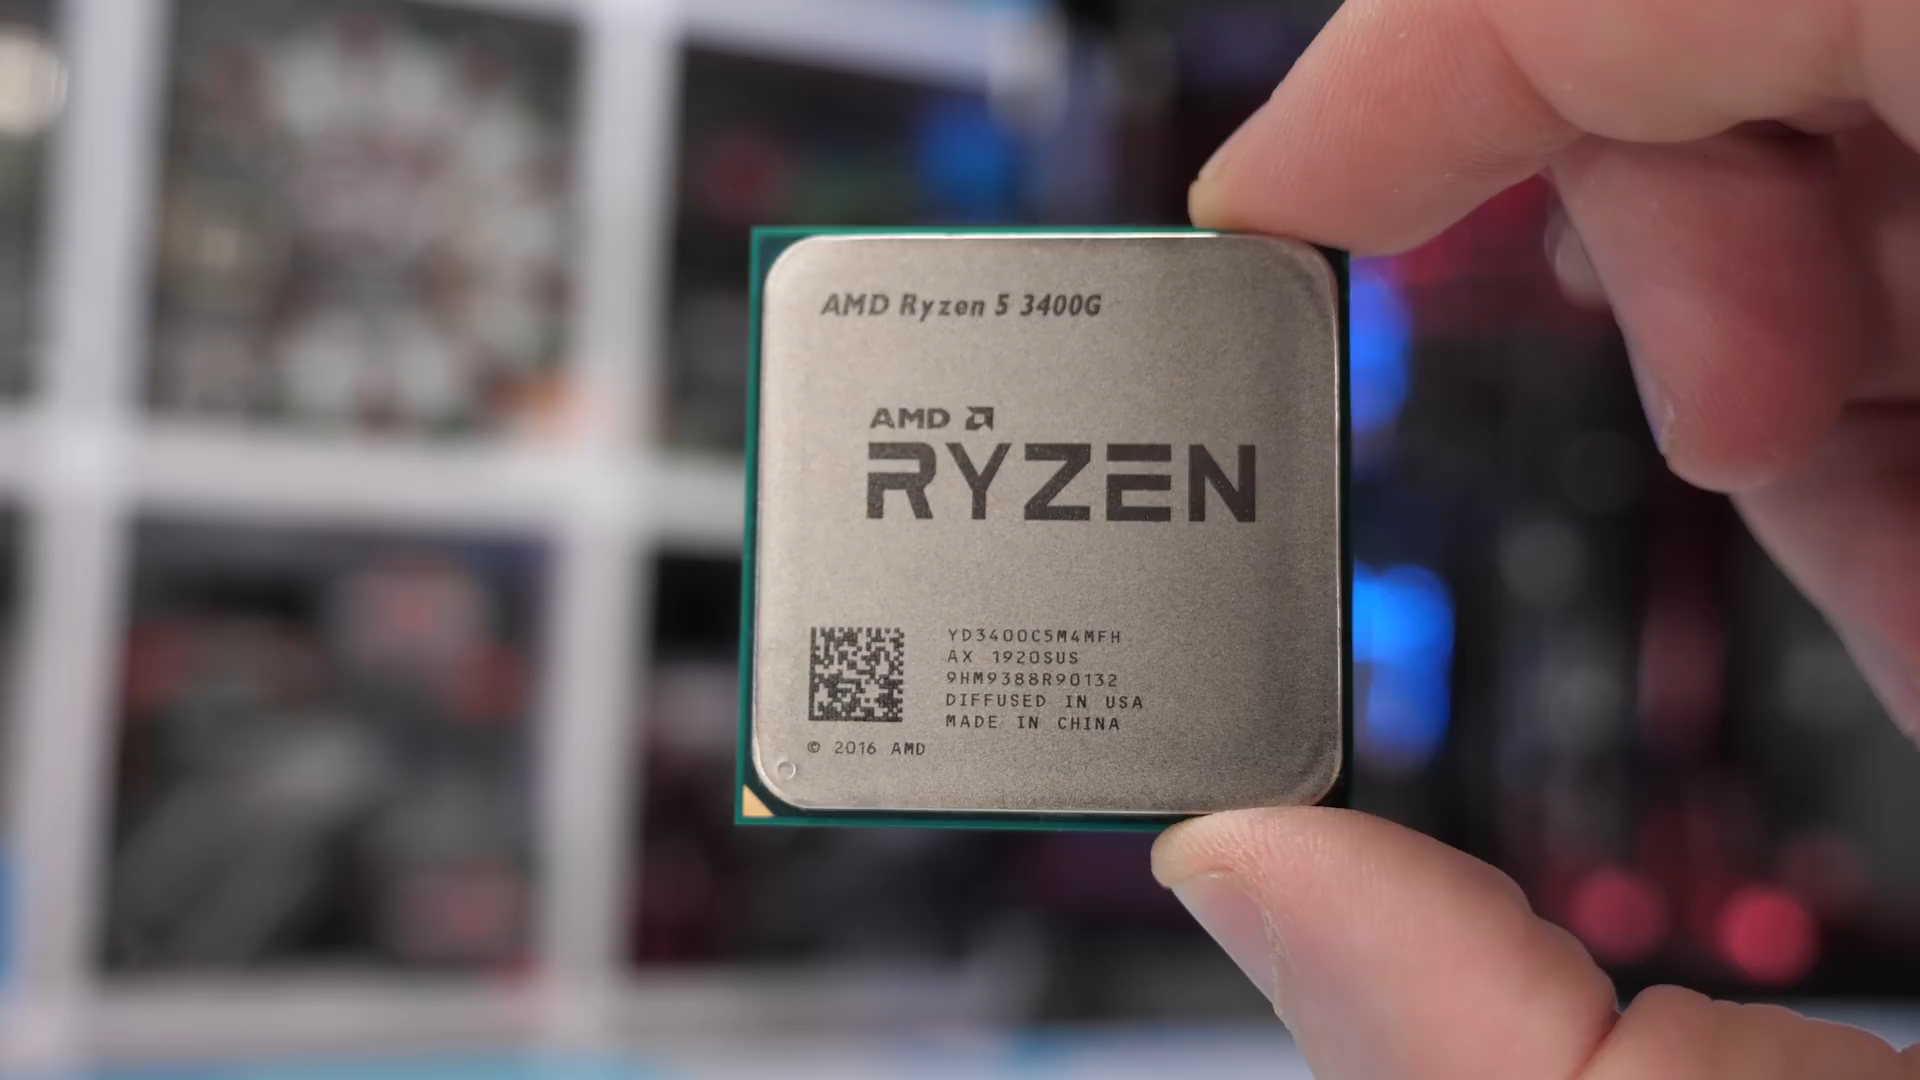 AMD Ryzen 5 3400G
AMD
RYZEN
YD3400C5M4MFH
AX 1920SUS
9HM9388R90132
DIFFUSED IN USA
MADE IN CHINA
© 2016 AMD